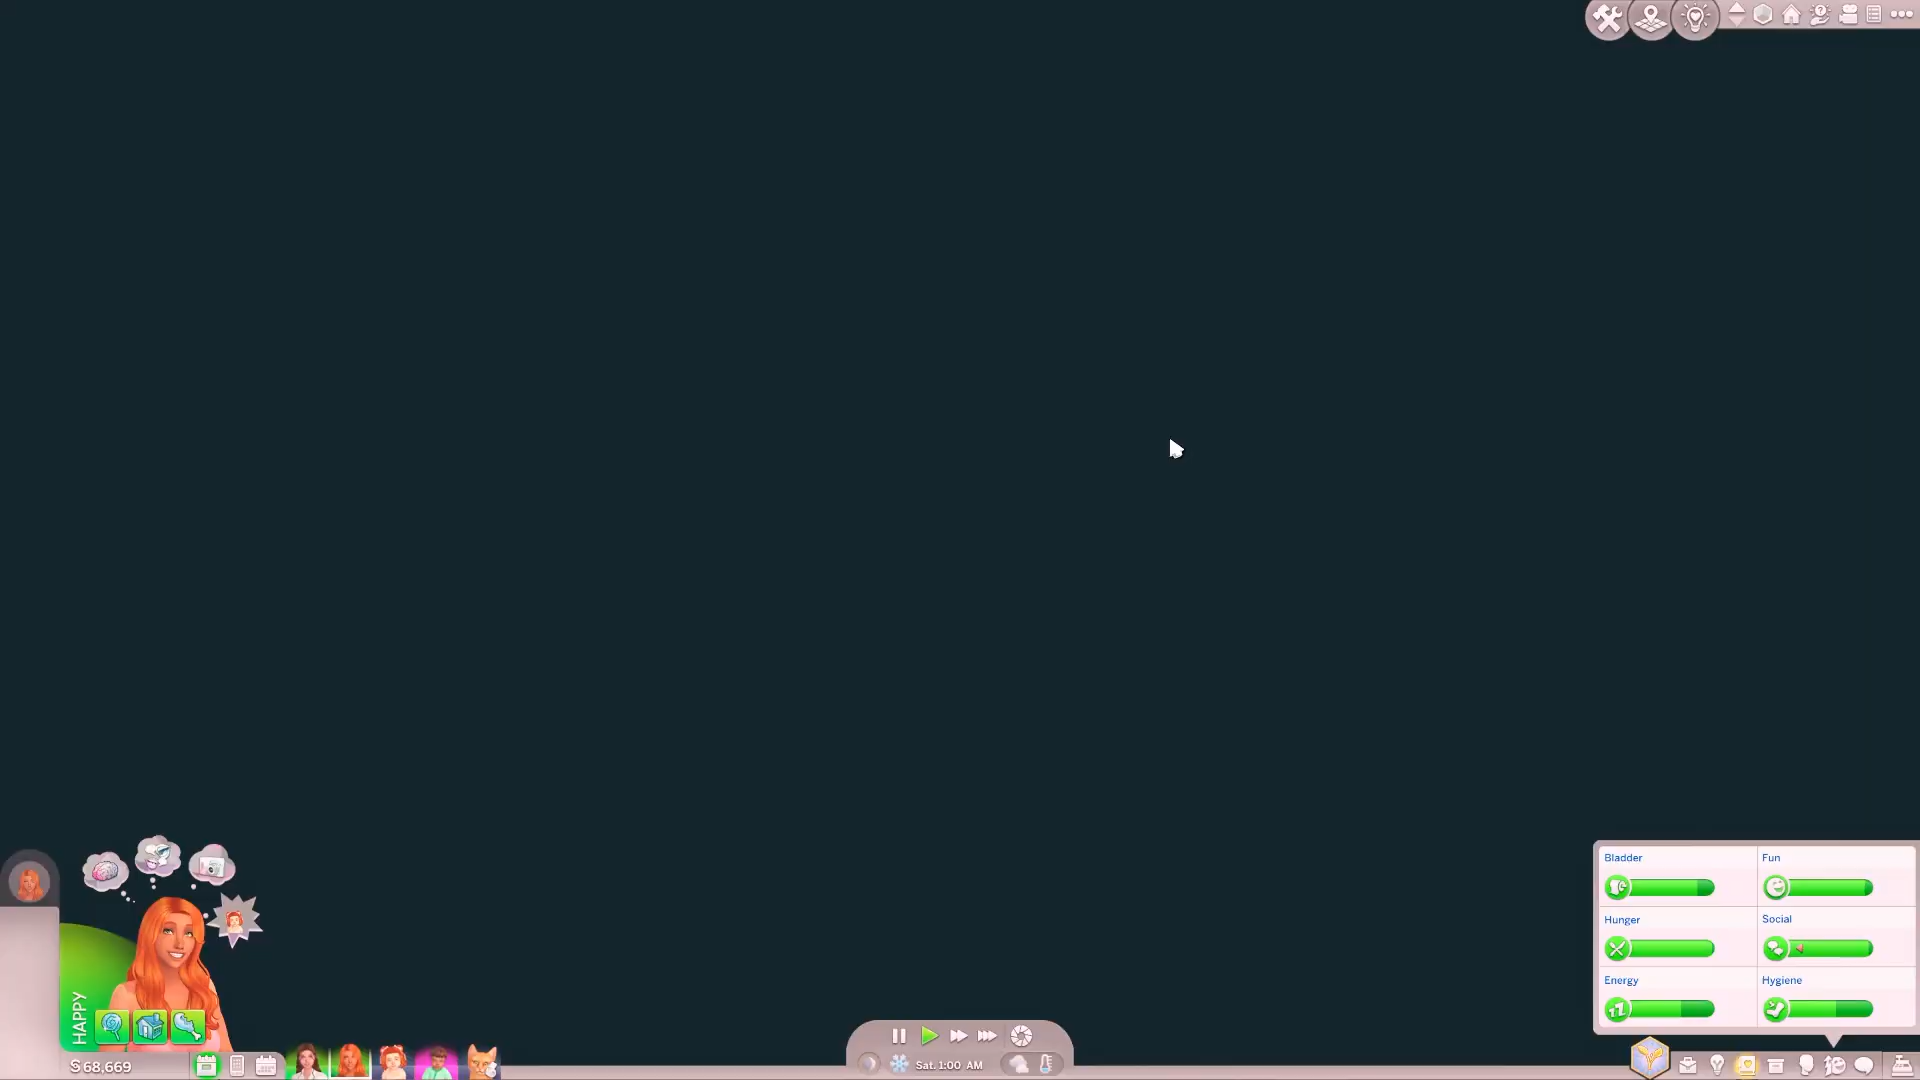 Bladder
Fun
Hunger
Social
Energy
Hygiene
HAPPY
§68,669
Sat. 1:00 AM